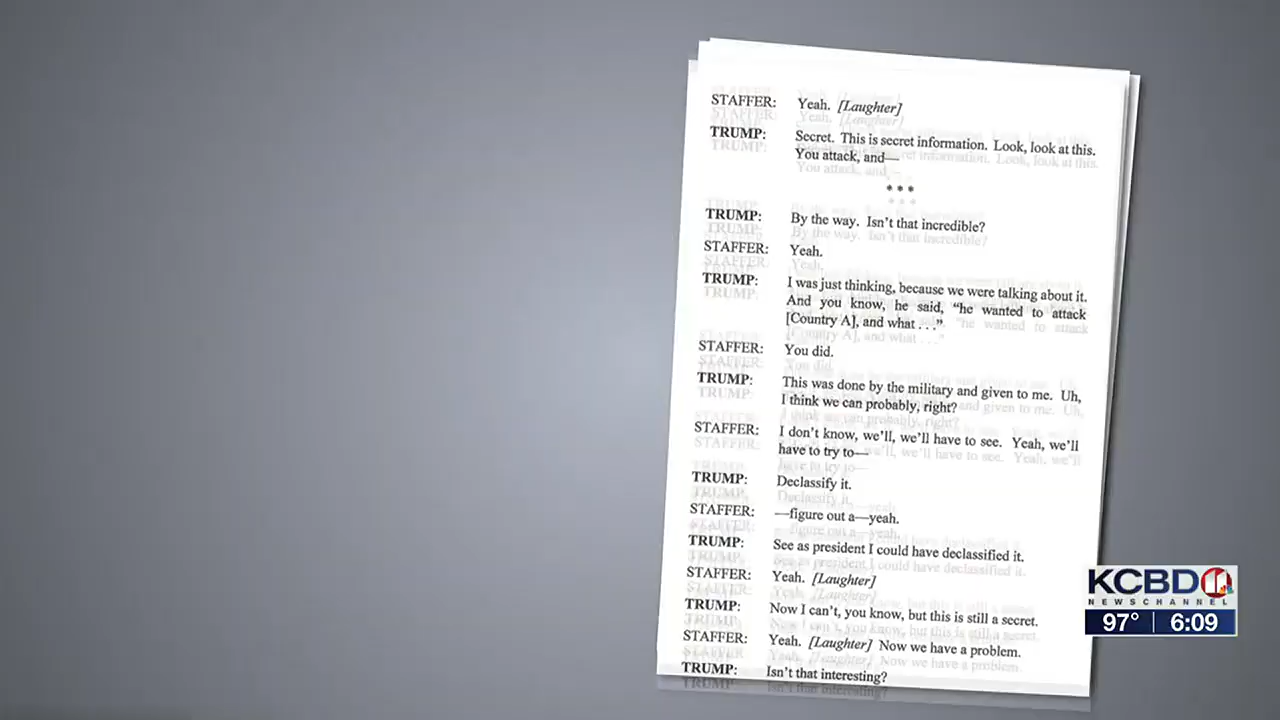 STAFFER: Yeah. [Laughter]
TRUMP: Secret. This is secret information. Look, look at this.
You attack, and—
* * *
TRUMP: By the way. Isn't that incredible?
STAFFER: Yeah.
TRUMP: I was just thinking, because we were talking about it.
And you know, he said, "he wanted to attack
[Country A], and what . . ."
STAFFER: You did.
TRUMP: This was done by the military and given to me. Uh,
I think we can probably, right?
STAFFER: I don't know, we'll, we'll have to see. Yeah, we'll
have to try to—
TRUMP: Declassify it.
STAFFER: —figure out a—yeah.
TRUMP: See as president I could have declassified it.
STAFFER: Yeah. [Laughter]
TRUMP: Now I can't, you know, but this is still a secret.
STAFFER: Yeah. [Laughter] Now we have a problem.
TRUMP: Isn't that interesting?
KCBD 11
NEWSCHANNEL
97° | 6:09